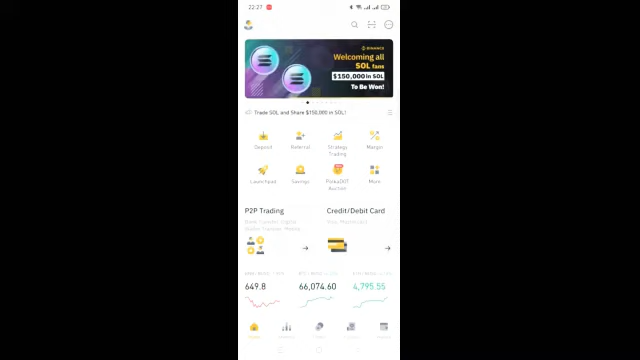 22:27
BINANCE
Welcoming all
SOL fans
$150,000 in SOL
To Be Won!
Trade SOL and Share $150,000 in SOL!
Deposit
Referral
Strategy
Trading
Margin
Launchpad
Savings
PolkaDOT
Auction
More
P2P Trading
Credit/Debit Card
649.8
66,074.60
4,795.55